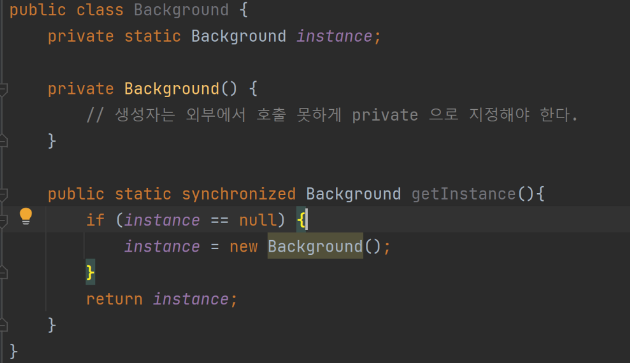 public class Background {
private static Background instance;
private Background() {
// 생성자는 외부에서 호출 못하게 private 으로 지정해야 한다.
}
public static synchronized Background getInstance(){
if (instance == null) {
instance = new Background();
}
return instance;
}
}